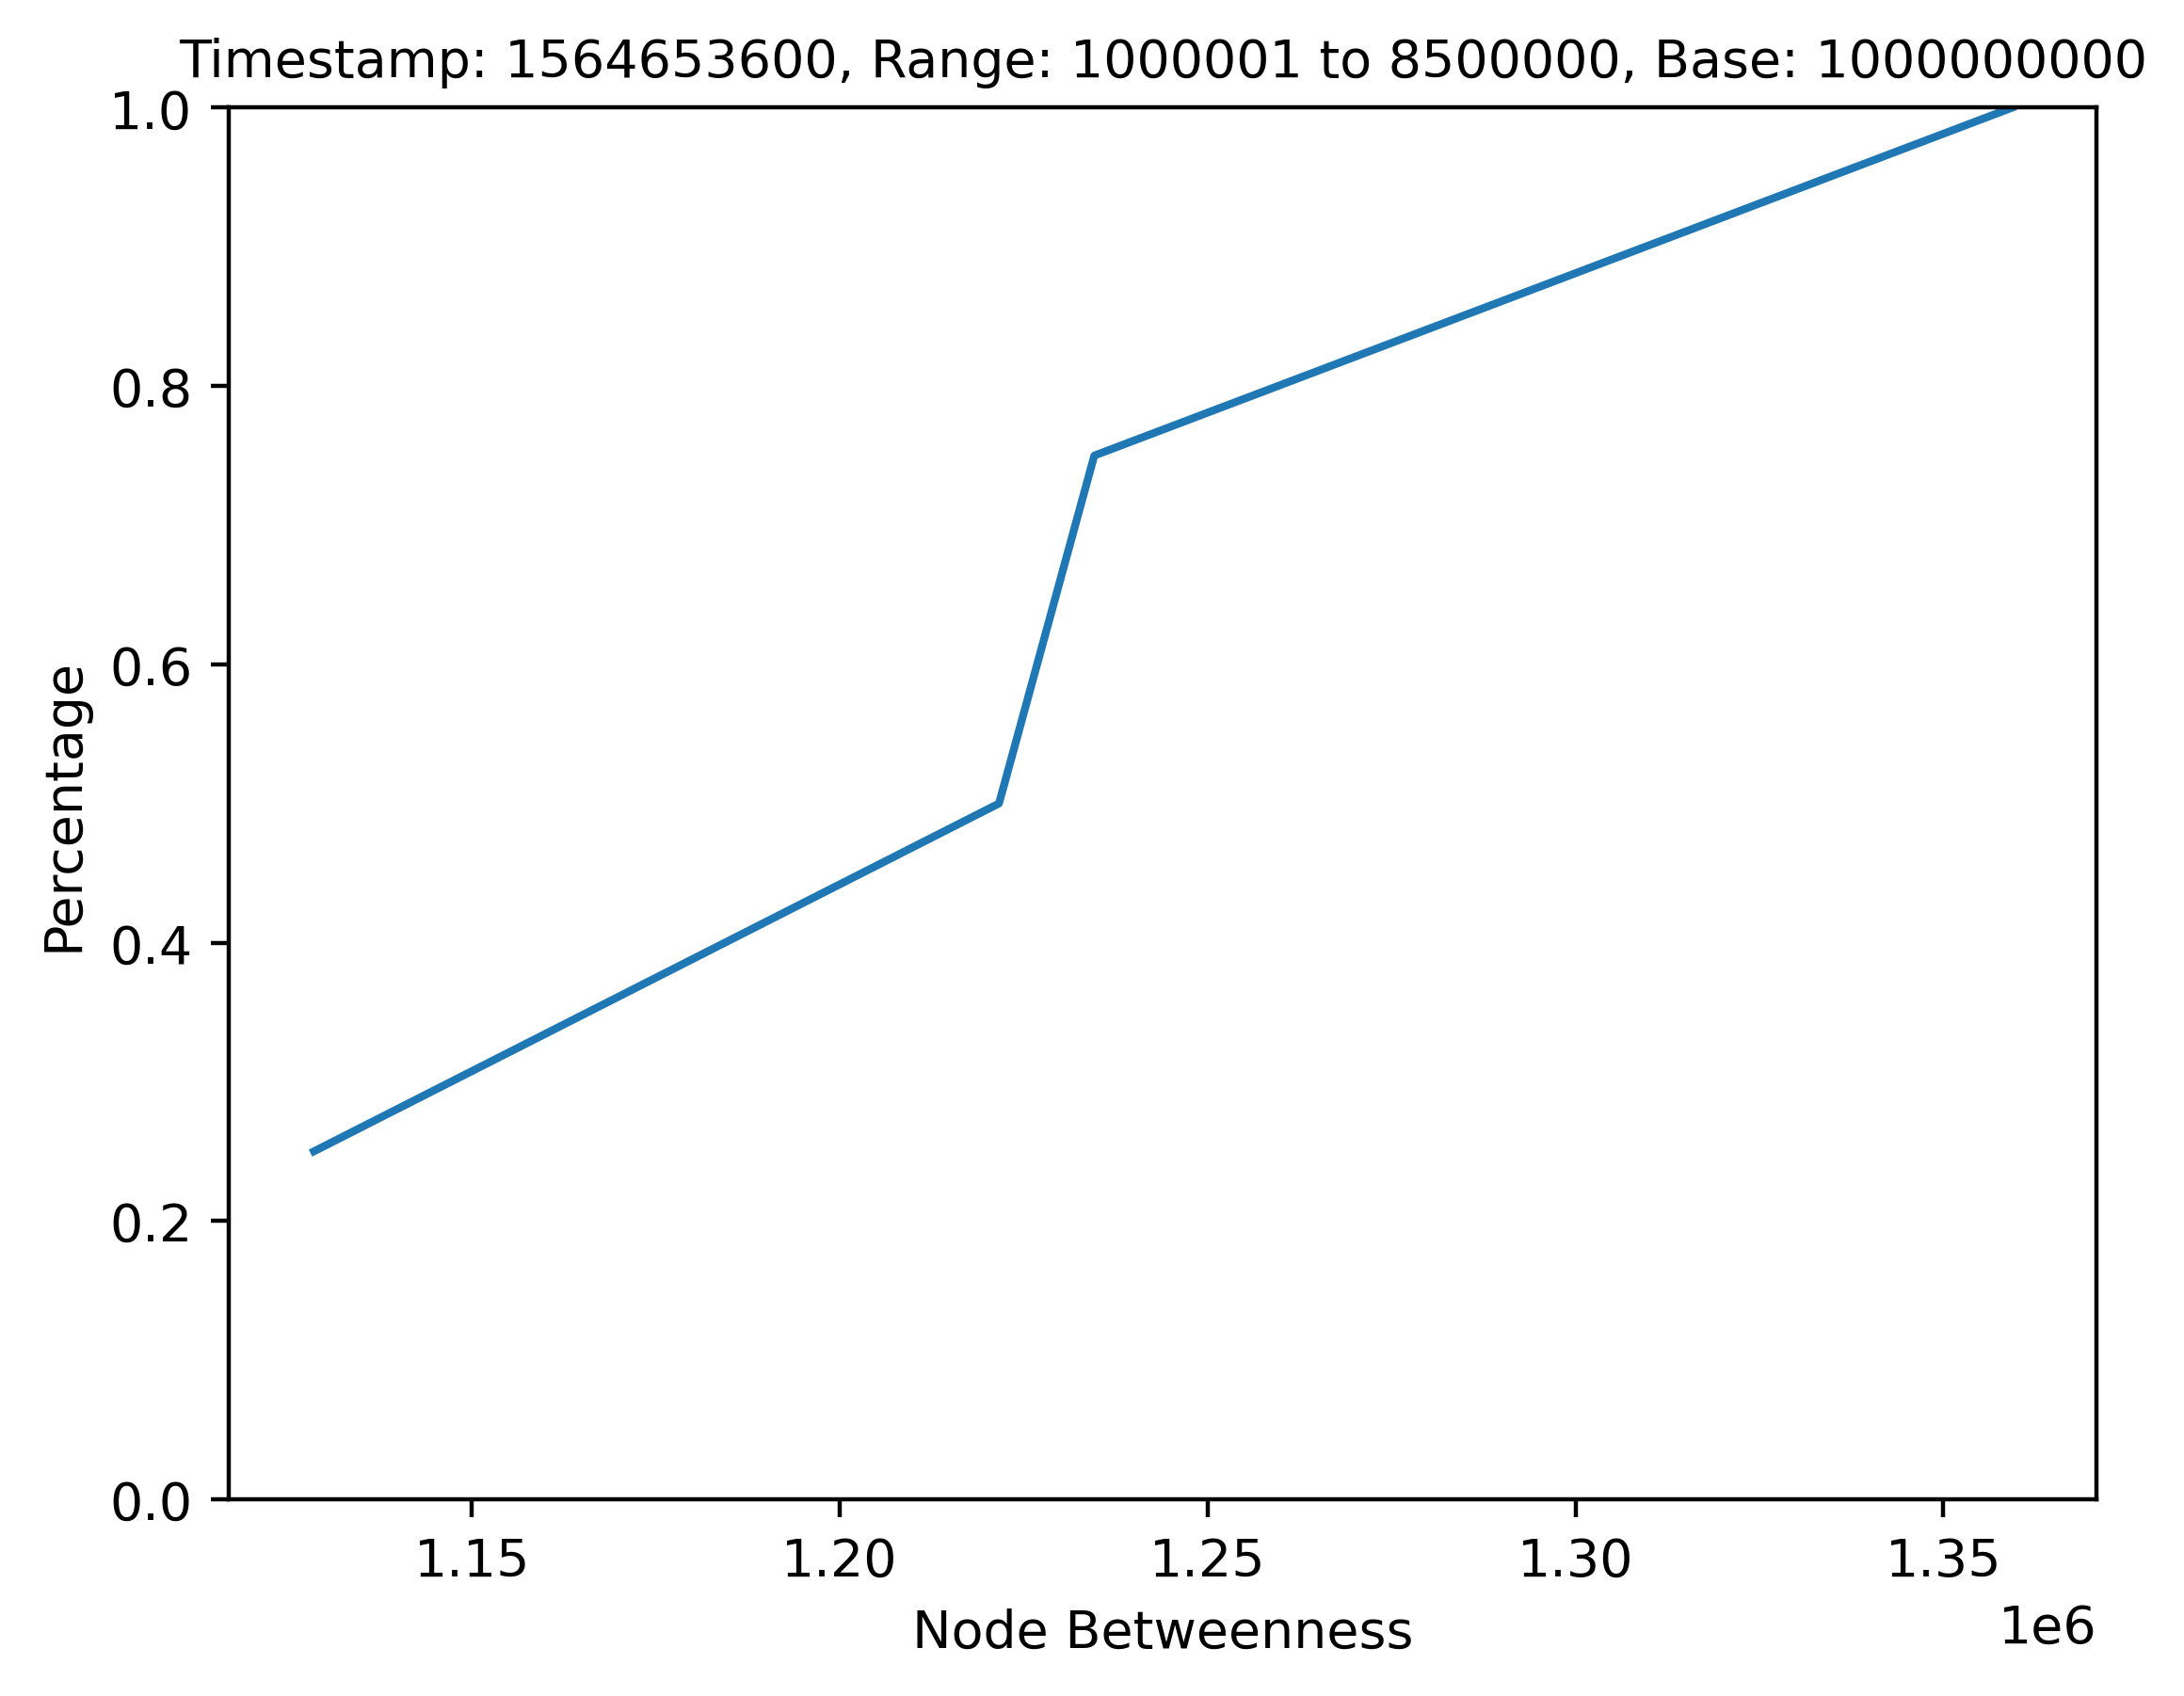 Timestamp: 1564653600, Range: 1000001 to 8500000, Base: 1000000000
1.0
0.8
0.6
0.4
0.2
0.0
Percentage
1.15 1.20 1.25 1.30 1.35
1e6
Node Betweenness